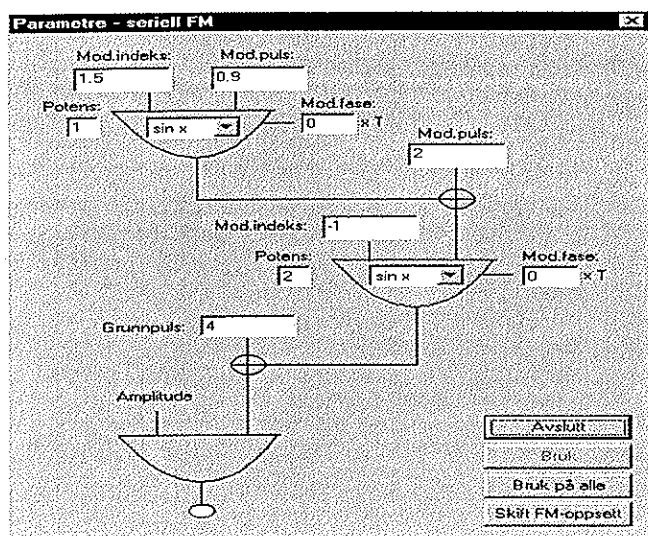 Parametre - seriell FM
Mod.indeks: Mod.puls:
1.5 0.9
Potens: Mod.fase:
1 sin x 0 x T
Mod.puls:
2
Mod.indeks: -1
Potens: Mod.fase:
2 sin x 0 x T
Grunnpuls: 4
Amplituda
Avslutt
Bruk
Bruk på alle
Skift FM-oppsett